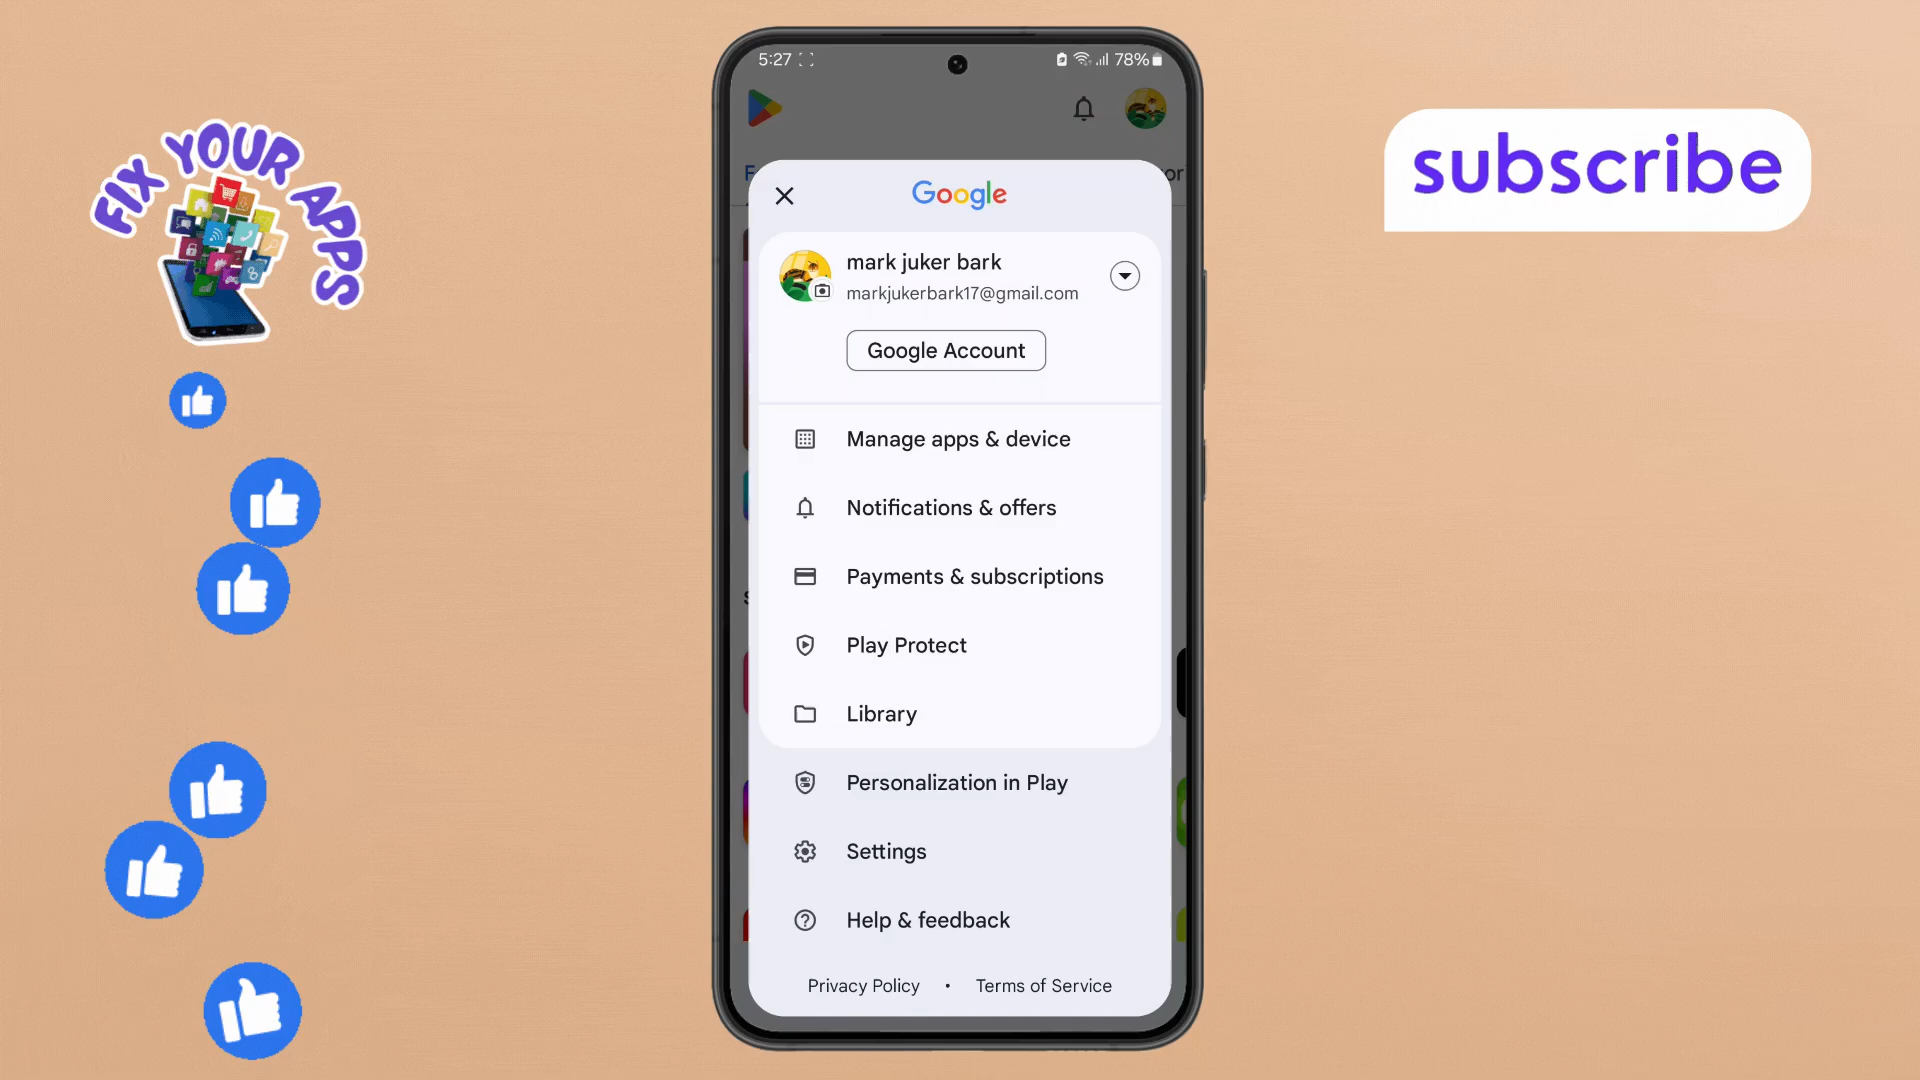 FIX YOUR APPS
subscribe
5:27
78%
Google
mark juker bark
markjukerbark17@gmail.com
Google Account
Manage apps & device
Notifications & offers
Payments & subscriptions
Play Protect
Library
Personalization in Play
Settings
Help & feedback
Privacy Policy • Terms of Service